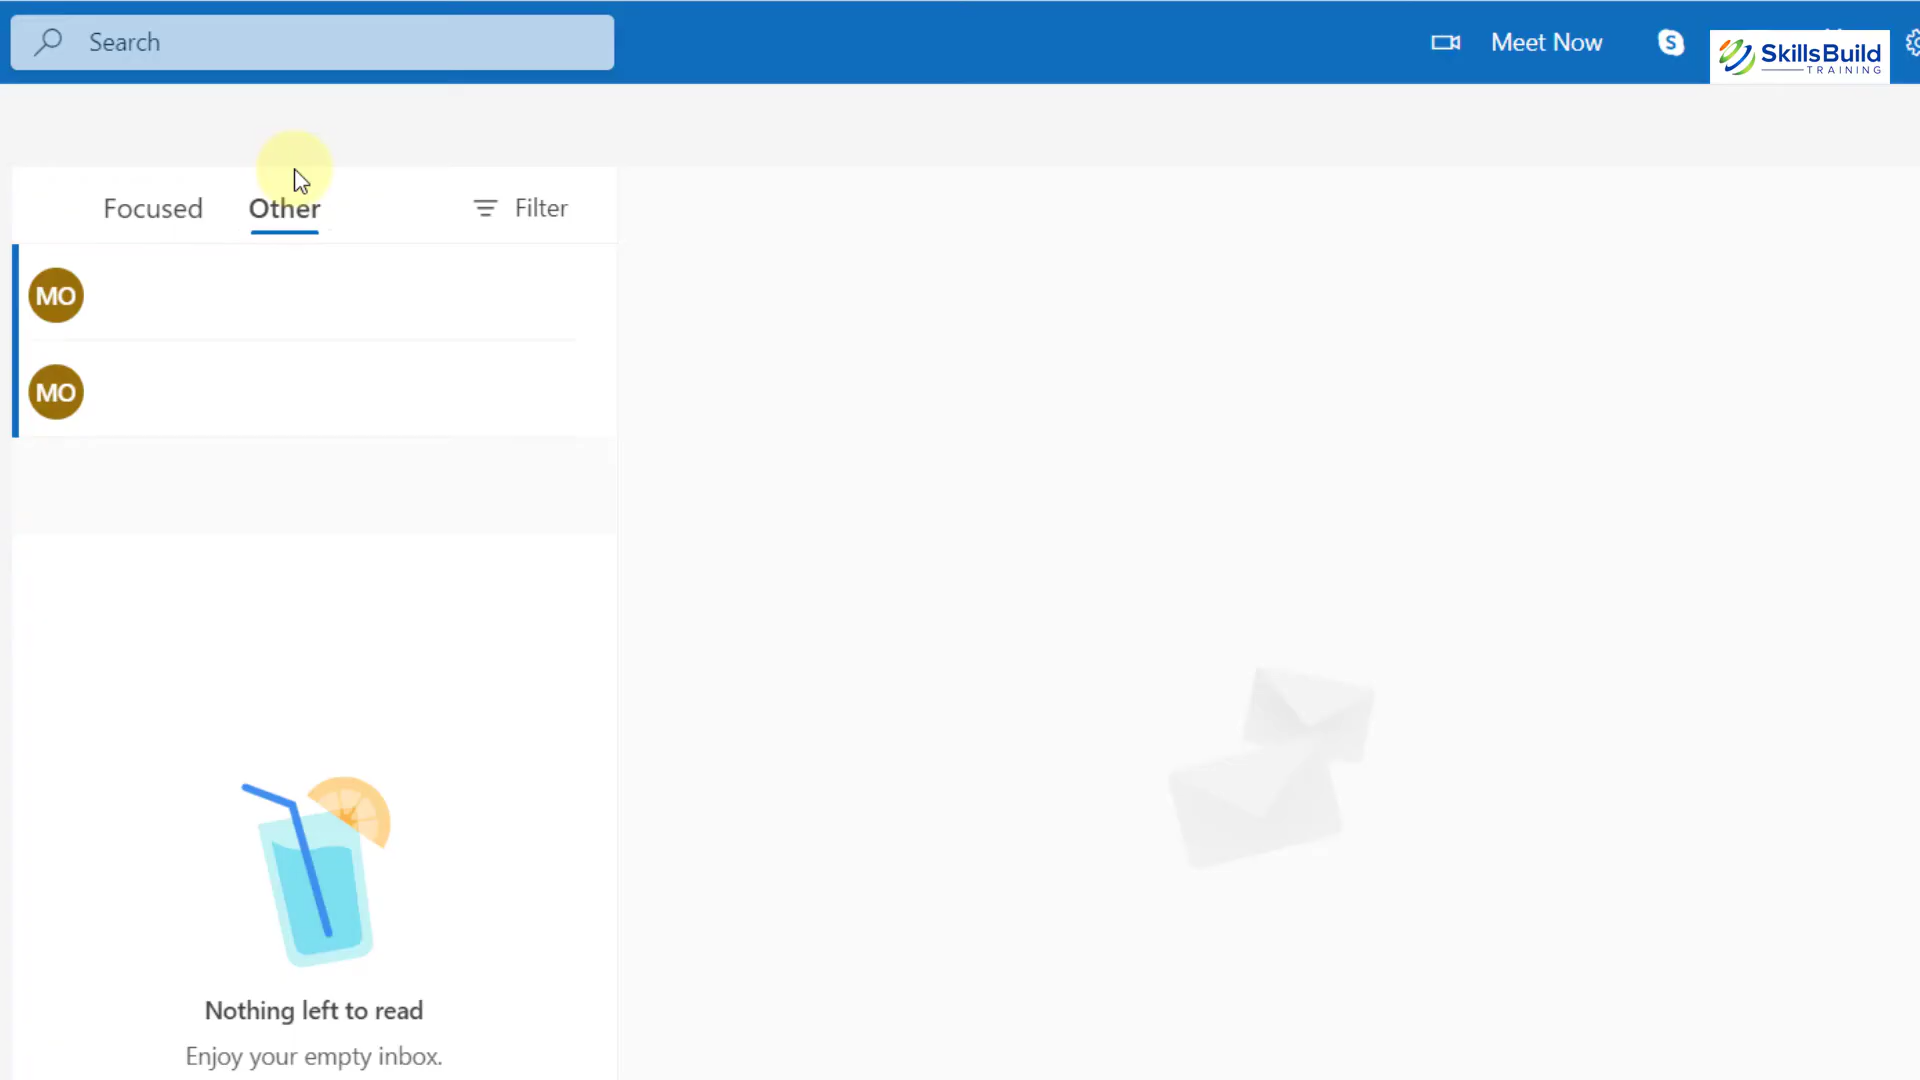 Search
Meet Now
S
SkillsBuild
TRAINING
Focused
Other
Filter
MO
MO
Nothing left to read
Enjoy your empty inbox.